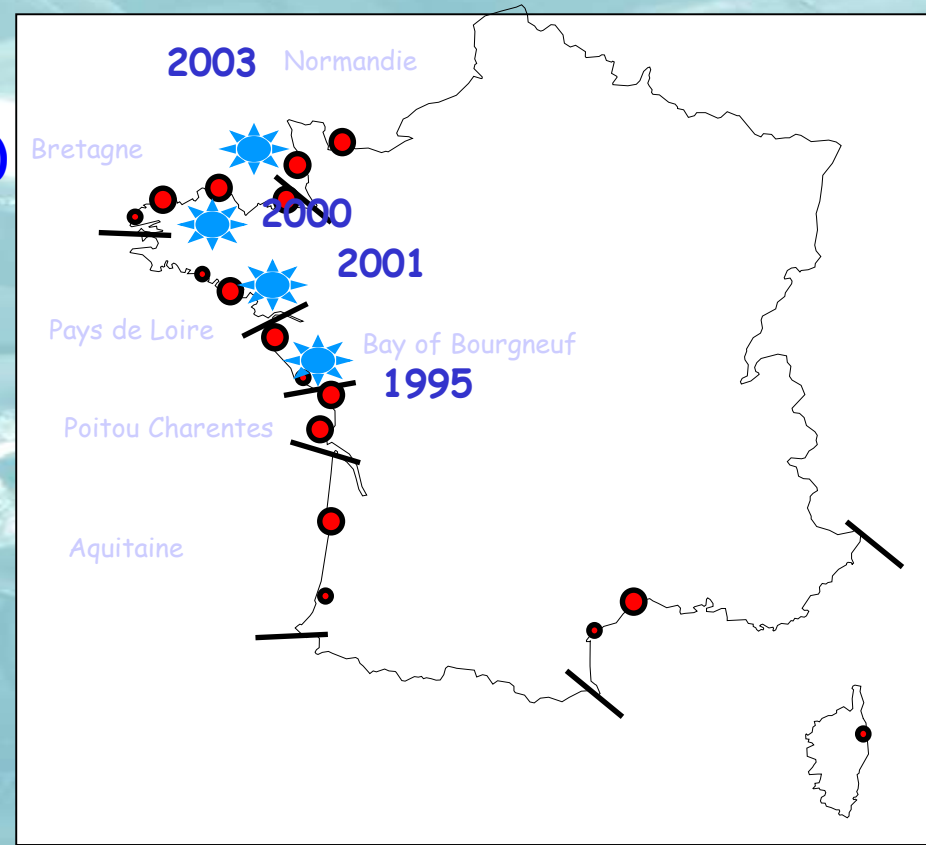 2003 Normandie
Bretagne
2000
2001
Pays de Loire
Bay of Bourgneuf
1995
Poitou Charentes
Aquitaine